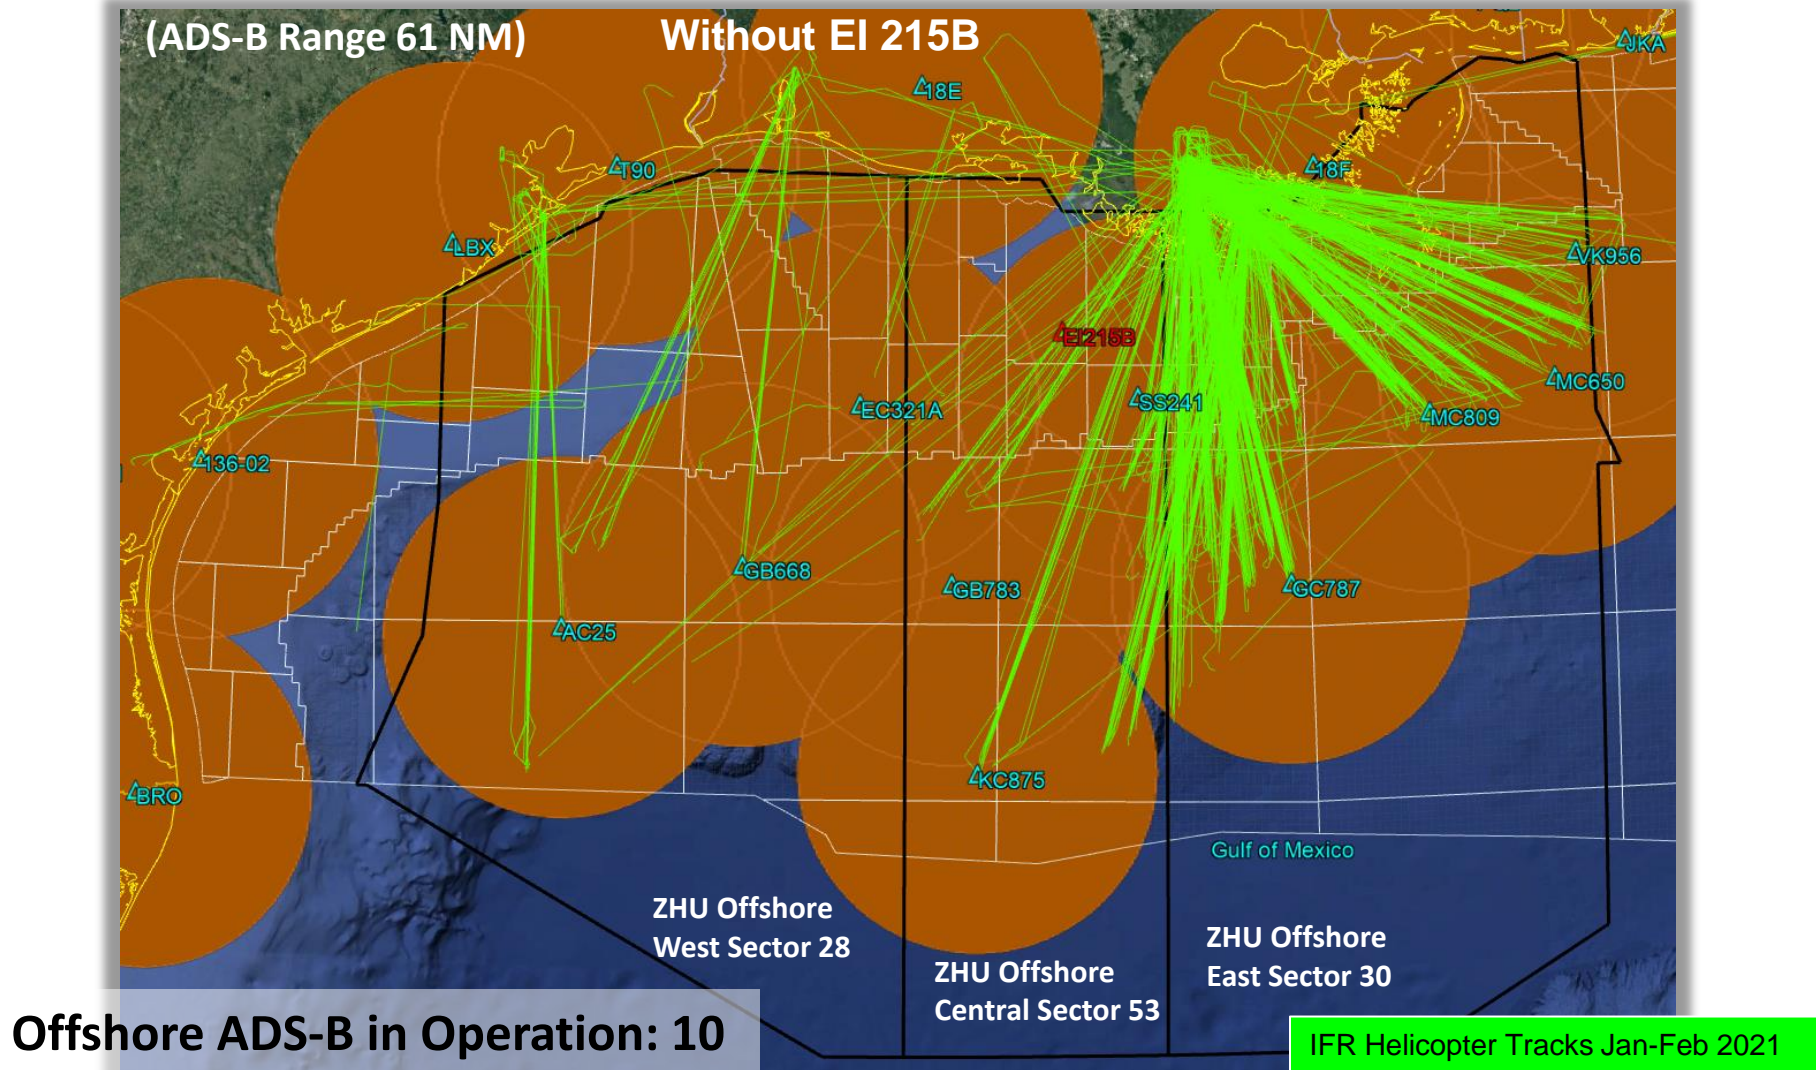 (ADS-B Range 61 NM)
Without EI 215B
JKA
18E
T90
18F
LBX
VK956
EI215B
MC650
SS241
EC321A
MC809
136-02
GB668
GB783
GC787
AC25
KC875
BRO
Gulf of Mexico
ZHU Offshore
West Sector 28
ZHU Offshore
East Sector 30
ZHU Offshore
Central Sector 53
Offshore ADS-B in Operation: 10
IFR Helicopter Tracks Jan-Feb 2021